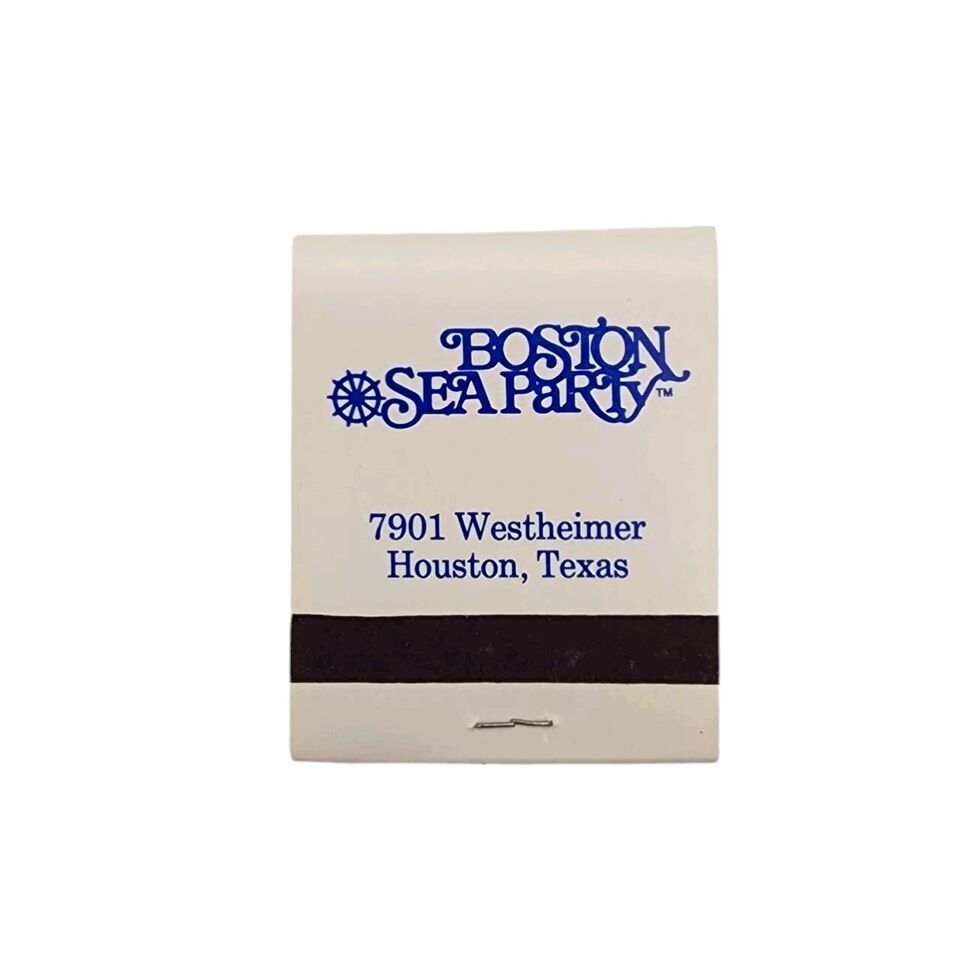 BOSTON
SEA PaRTy™
7901 Westheimer
Houston, Texas